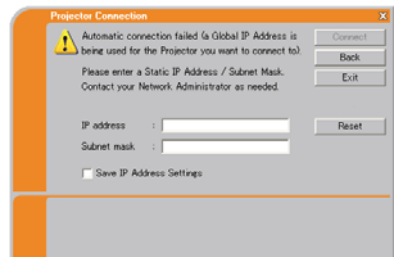 Projector Connection X
Automatic connection failed (a Global IP Address is
being used for the Projector you want to connect to).
Please enter a Static IP Address / Subnet Mask.
Contact your Network Administrator as needed.
Connect
Back
Exit
IP address :
Reset
Subnet mask :
Save IP Address Settings